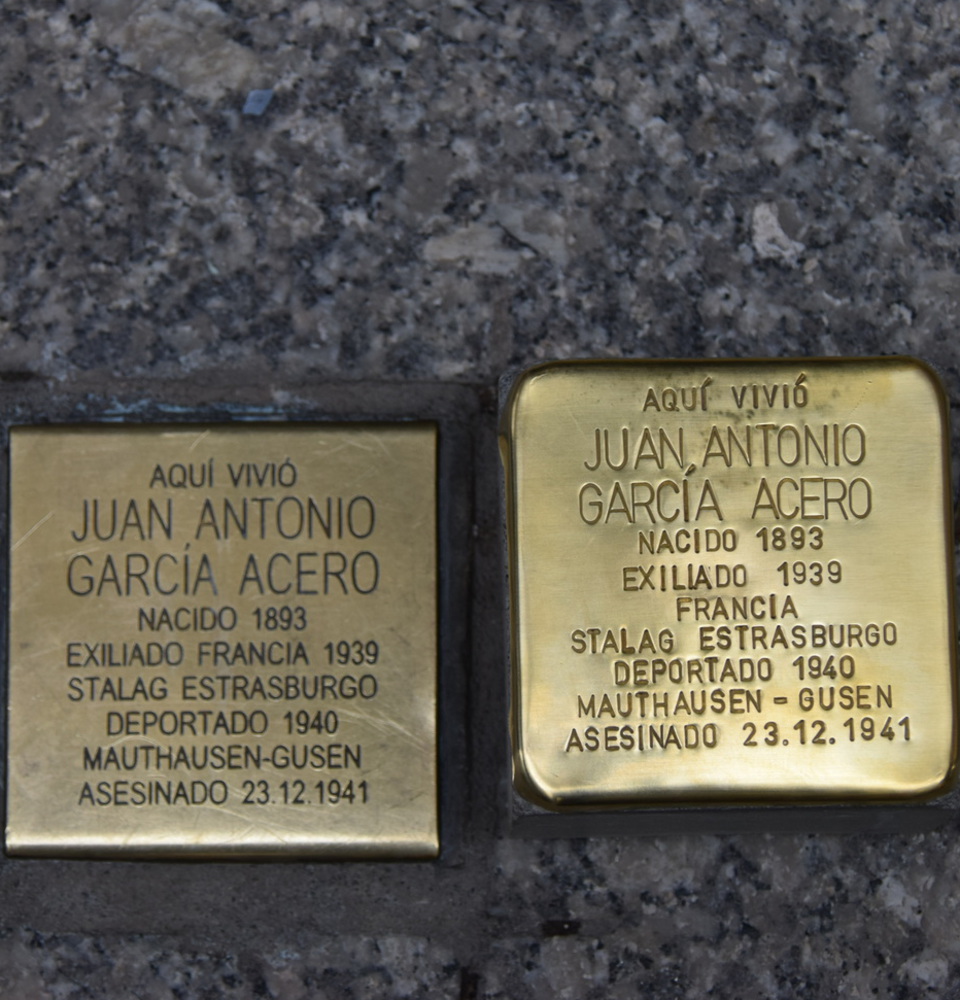 AQUÍ VIVIÓ
JUAN ANTONIO
GARCÍA ACERO
NACIDO 1893
EXILIADO FRANCIA 1939
STALAG ESTRASBURGO
DEPORTADO 1940
MAUTHAUSEN-GUSEN
ASESINADO 23.12.1941
AQUÍ VIVIÓ
JUAN ANTONIO
GARCÍA ACERO
NACIDO 1893
EXILIADO 1939
FRANCIA
STALAG ESTRASBURGO
DEPORTADO 1940
MAUTHAUSEN - GUSEN
ASESINADO 23.12.1941